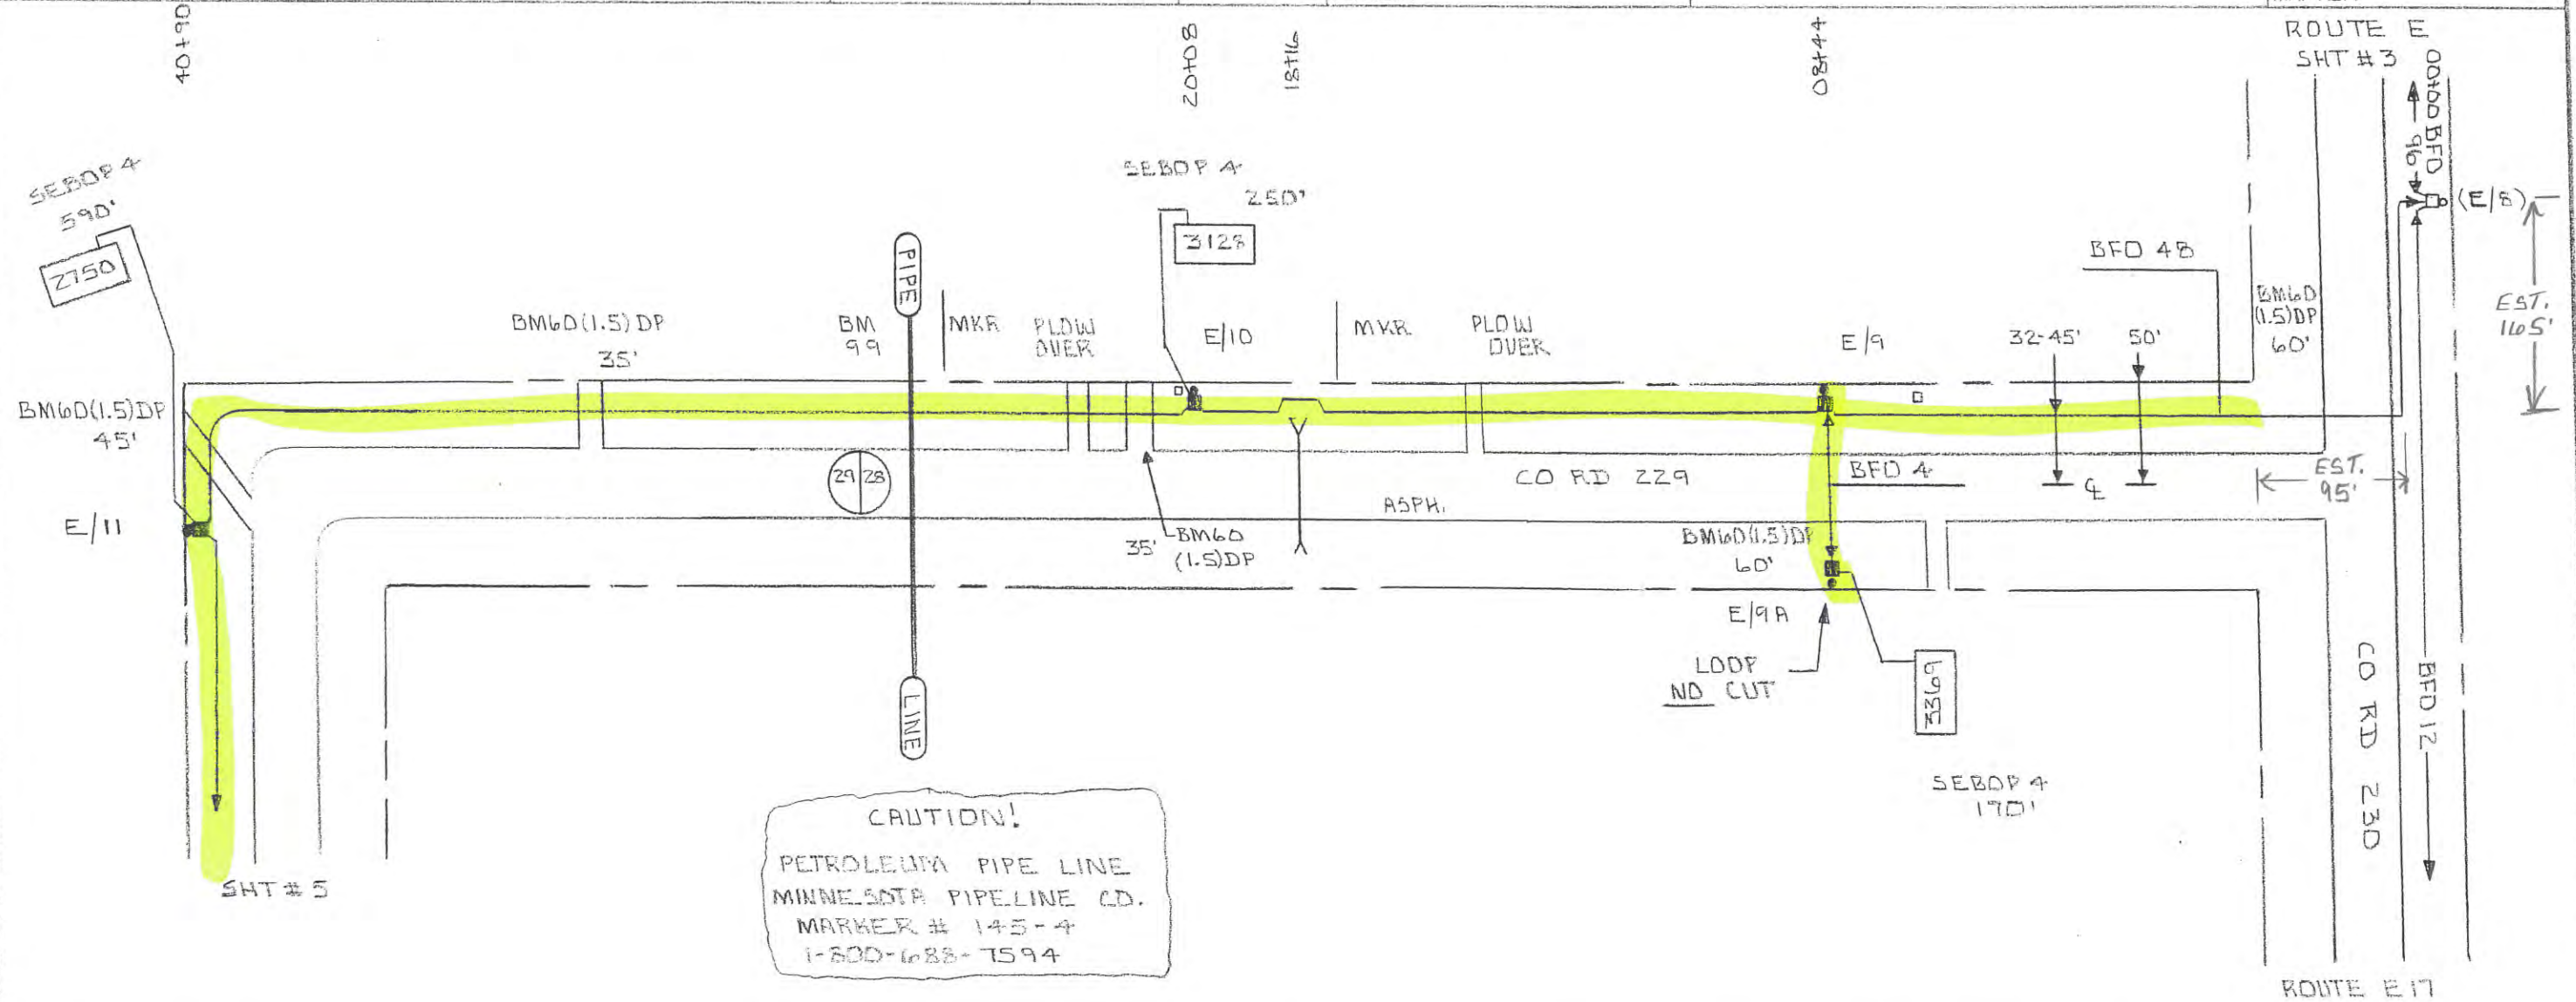 40+90
20+08
18+16
08+44
ROUTE E
SHT # 3
00+00 BFO
96
(E/8)
EST.
165'
SEBOP 4
590'
2750
SEBOP 4
250'
3128
BFO 48
BM60
(1.5)DP
60'
PIPE
BM60(1.5)DP
35'
BM
99
MKR
PLOW
OVER
E/10
MKR
PLOW
OVER
E/9
32-45'
50'
BM60(1.5)DP
45'
E/11
29 28
35'
BM60
(1.5)DP
CO RD 229
ASPH.
BFO 4
℄
EST.
95'
BM60(1.5)DP
60'
E/9A
LOOP
NO CUT
3369
SEBOP 4
170'
LINE
CO RD 230
BFO 12
SHT # 5
CAUTION!
PETROLEUM PIPE LINE
MINNESOTA PIPELINE CO.
MARKER # 145-4
1-800-688-7594
ROUTE E17